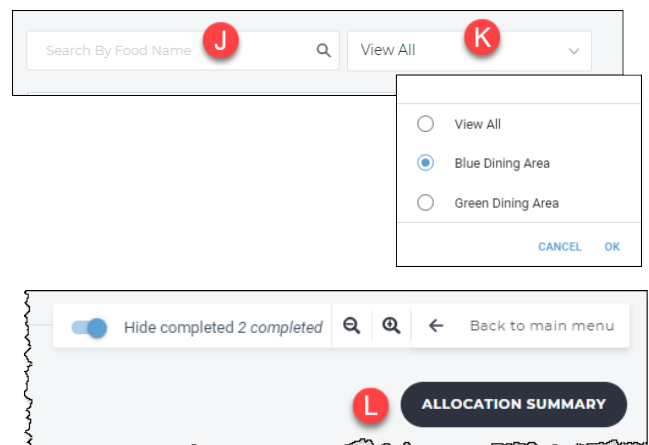 Search By Food Name J View All K
View All
Blue Dining Area
Green Dining Area
CANCEL OK
Hide completed 2 completed Back to main menu
L ALLOCATION SUMMARY